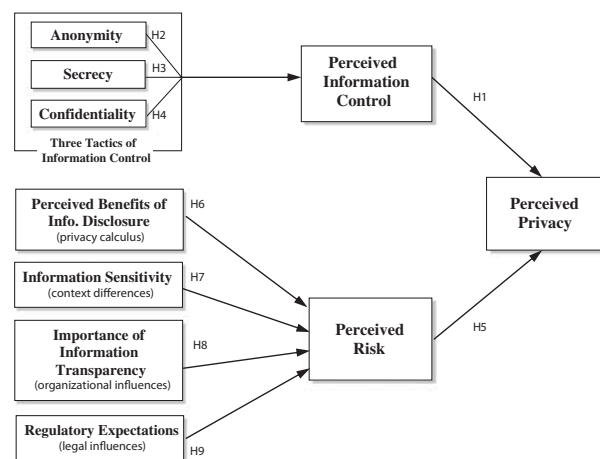 Anonymity
H2
Secrecy
H3
Confidentiality
H4
Three Tactics of
Information Control
Perceived
Information
Control
H1
Perceived
Privacy
Perceived Benefits of
Info. Disclosure
(privacy calculus)
H6
Information Sensitivity
(context differences)
H7
Importance of
Information
Transparency
(organizational influences)
H8
Regulatory Expectations
(legal influences)
H9
Perceived
Risk
H5